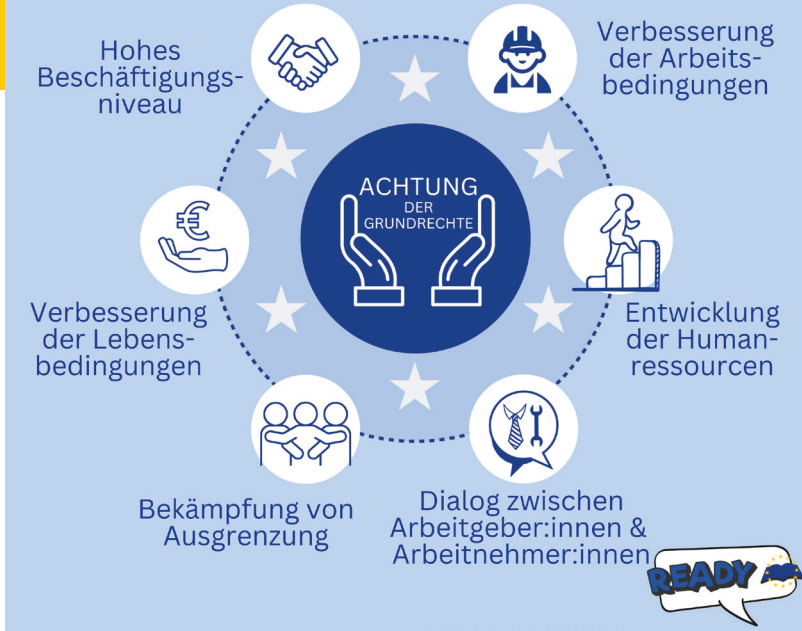 Hohes
Beschäftigungs-
niveau
Verbesserung
der Arbeits-
bedingungen
ACHTUNG
DER
GRUNDRECHTE
€
Verbesserung
der Lebens-
bedingungen
Entwicklung
der Human-
ressourcen
Bekämpfung von
Ausgrenzung
Dialog zwischen
Arbeitgeber:innen &
Arbeitnehmer:innen
READY